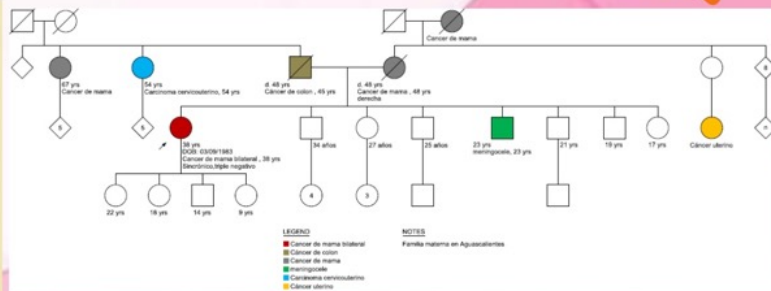 Cancer de mama
67 yrs
Cancer de mama
54 yrs
Carcinoma cervicouterino, 54 yrs
d. 48 yrs
Cáncer de colon , 46 yrs
d. 48 yrs
Cancer de mama , 48 yrs
derecha
8
5
5
38 yrs
DOB: 03/09/1983
Cancer de mama bilateral , 38 yrs
Sincrónico,triple negativo
34 años
27 años
25 años
23 yrs
meningocele, 23 yrs
21 yrs
19 yrs
17 yrs
Cáncer uterino
n
22 yrs
18 yrs
14 yrs
9 yrs
4
3
LEGEND
Cancer de mama bilateral
Cáncer de colon
Cancer de mama
meningocele
Carcinoma cervicouterino
Cáncer uterino
NOTES
Familia materna en Aguascalientes